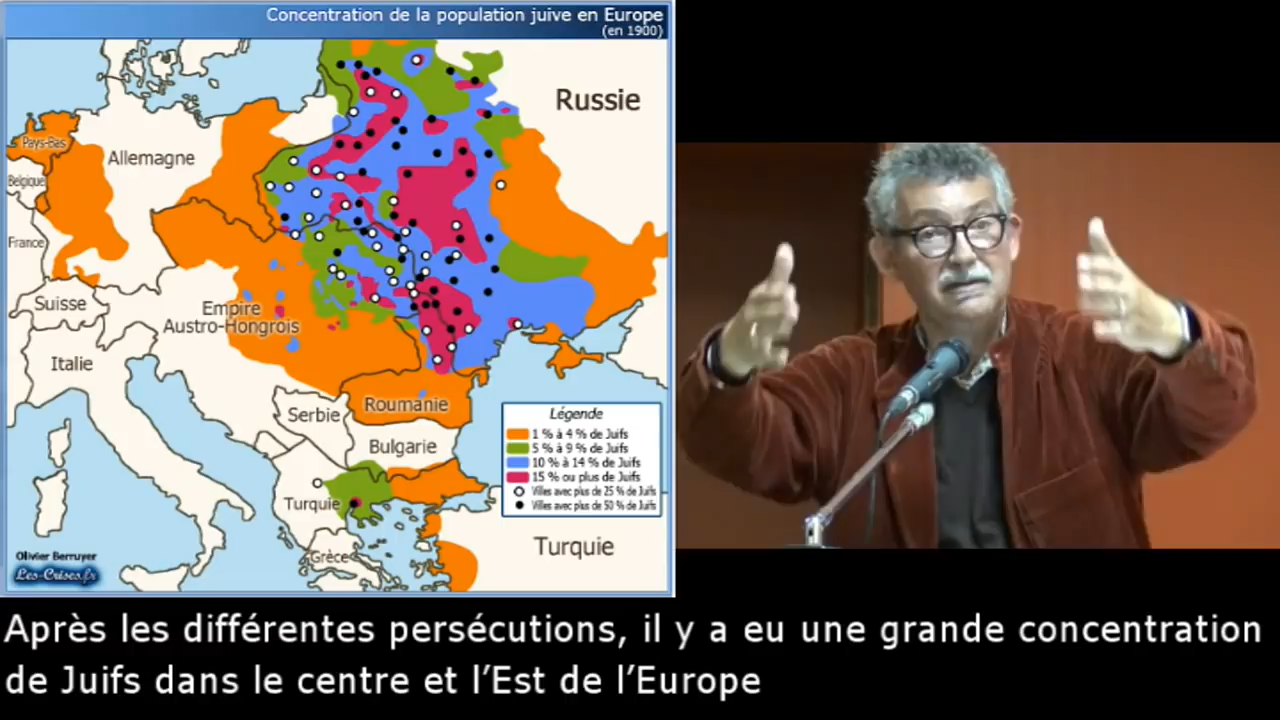 Concentration de la population juive en Europe
(en 1900)
Russie
Pays-Bas
Allemagne
Belgique
France
Suisse
Empire
Austro-Hongrois
Italie
Serbie
Roumanie
Bulgarie
Turquie
Grèce
Turquie
Légende
1 % à 4 % de Juifs
5 % à 9 % de Juifs
10 % à 14 % de Juifs
15 % ou plus de Juifs
Villes avec plus de 25 % de Juifs
Villes avec plus de 50 % de Juifs
Olivier Berruyer
Les-Crises.fr
Après les différentes persécutions, il y a eu une grande concentration
de Juifs dans le centre et l’Est de l’Europe